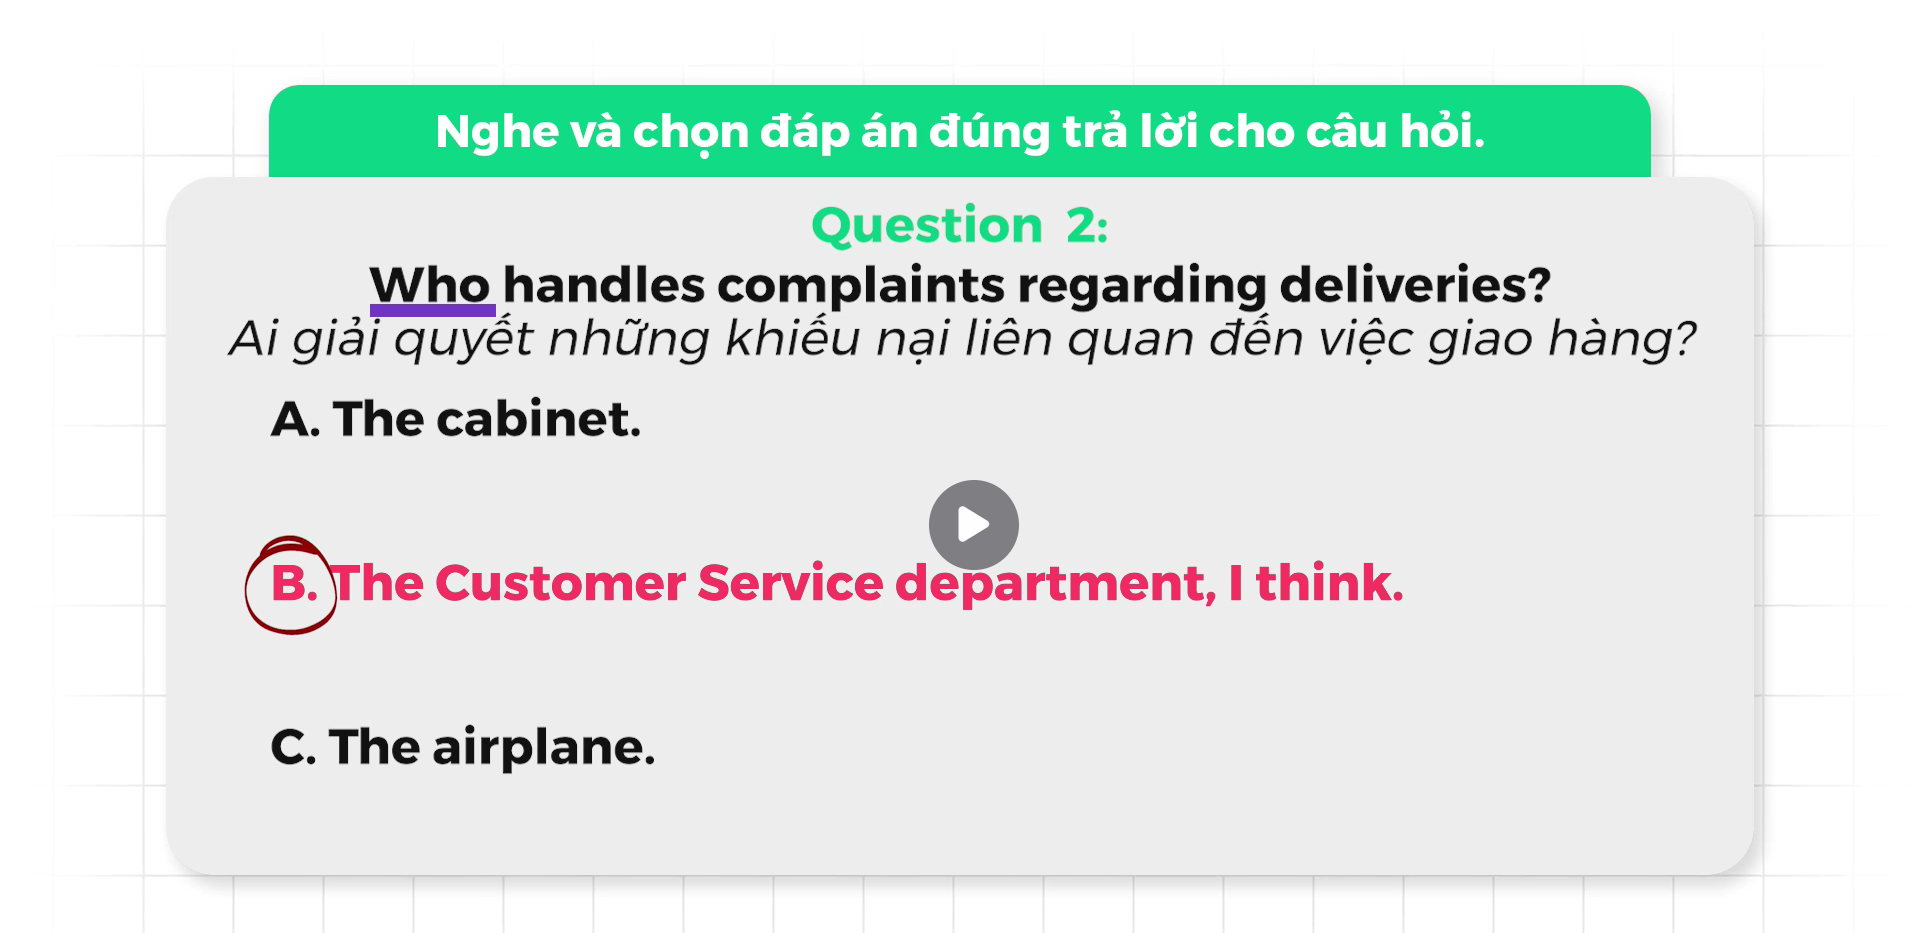 Nghe và chọn đáp án đúng trả lời cho câu hỏi.
Question 2:
Who handles complaints regarding deliveries?
Ai giải quyết những khiếu nại liên quan đến việc giao hàng?
A. The cabinet.
B. The Customer Service department, I think.
C. The airplane.